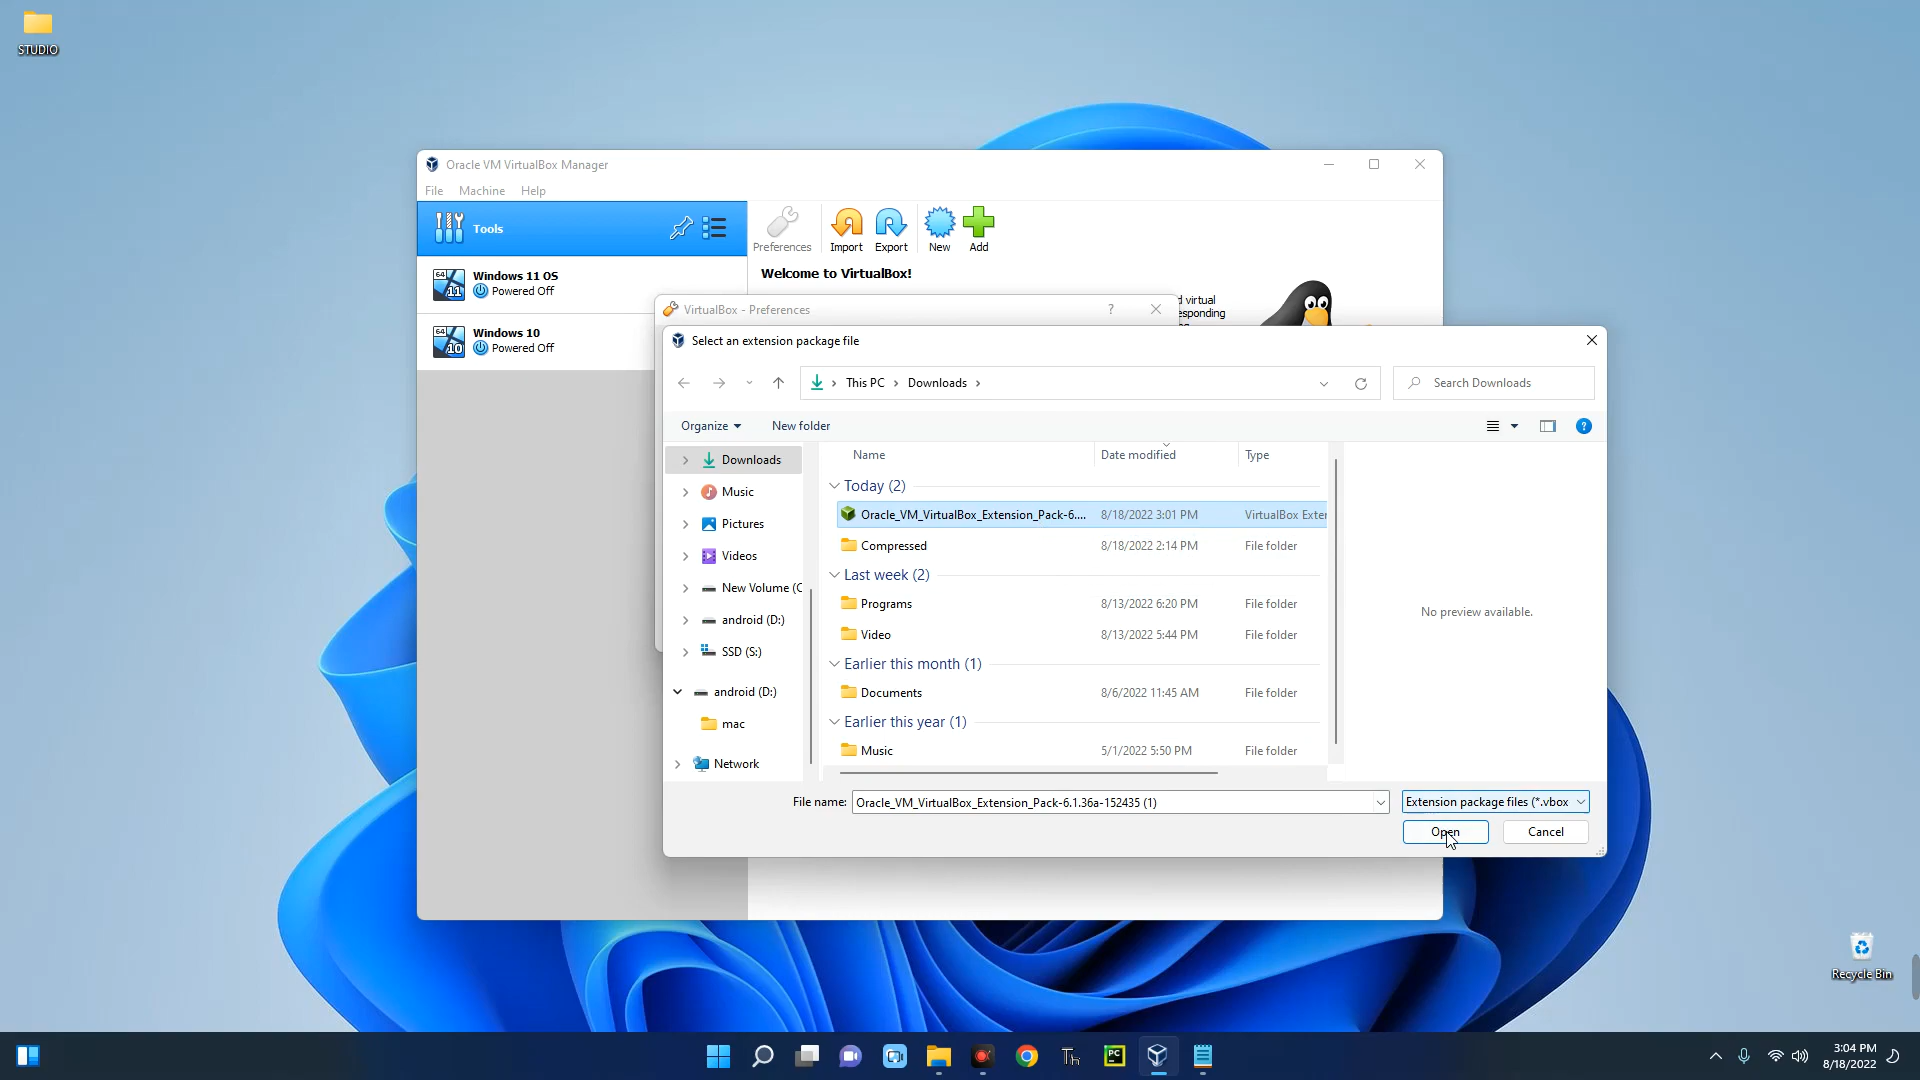 STUDIO
Oracle VM VirtualBox Manager
File Machine Help
Tools
Preferences Import Export New Add
Welcome to VirtualBox!
64 11 Windows 11 OS
Powered Off
64 10 Windows 10
Powered Off
d virtual
esponding
VirtualBox - Preferences ?
Select an extension package file
This PC > Downloads >
Search Downloads
Organize New folder ?
Downloads
Music
Pictures
Videos
New Volume (C
android (D:)
SSD (S:)
android (D:)
mac
Network
Name Date modified Type
Today (2)
Oracle_VM_VirtualBox_Extension_Pack-6.... 8/18/2022 3:01 PM VirtualBox Exter
Compressed 8/18/2022 2:14 PM File folder
Last week (2)
Programs 8/13/2022 6:20 PM File folder
Video 8/13/2022 5:44 PM File folder
Earlier this month (1)
Documents 8/6/2022 11:45 AM File folder
Earlier this year (1)
Music 5/1/2022 5:50 PM File folder
No preview available.
File name: Oracle_VM_VirtualBox_Extension_Pack-6.1.36a-152435 (1) Extension package files (*.vbox
Open Cancel
Recycle Bin
Th PC
3:04 PM
8/18/2022